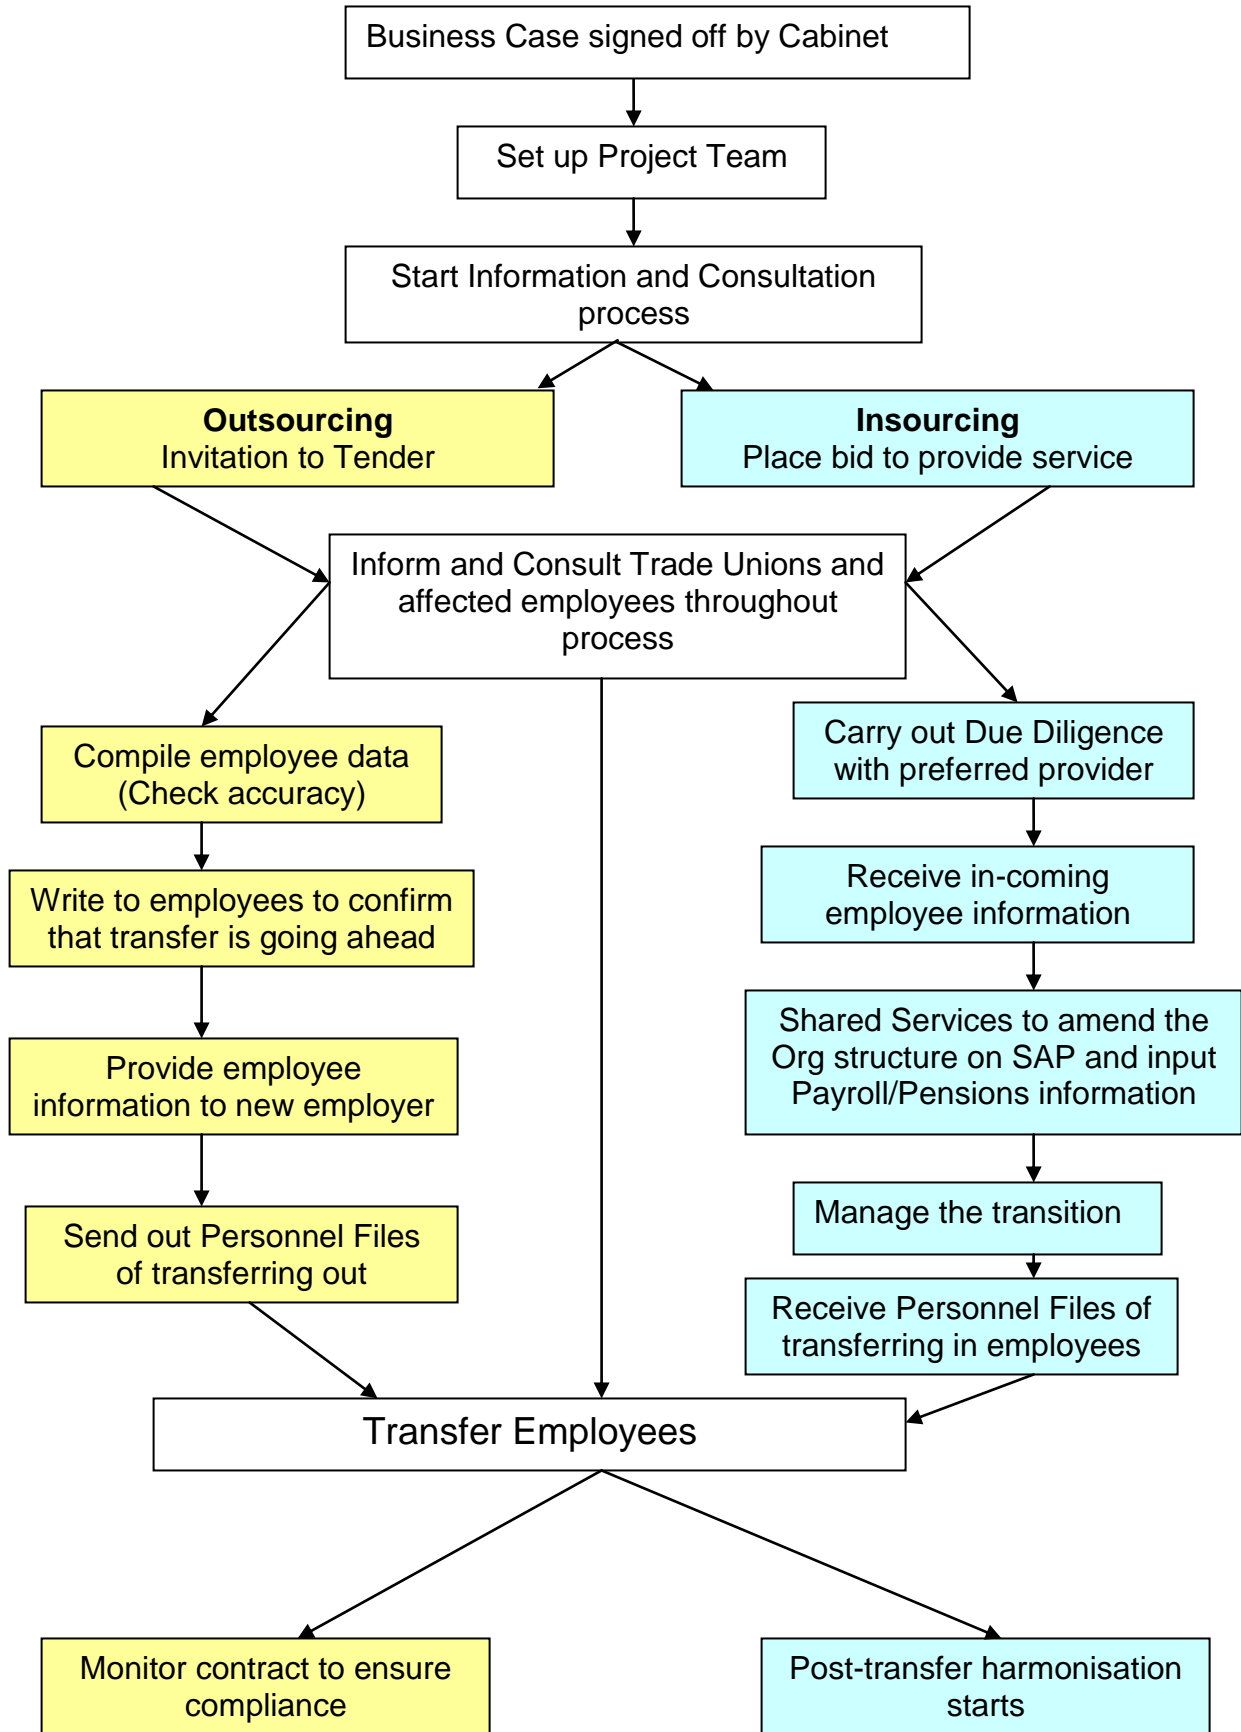 Business Case signed off by Cabinet
Set up Project Team
Start Information and Consultation
process
Outsourcing
Invitation to Tender
Insourcing
Place bid to provide service
Inform and Consult Trade Unions and
affected employees throughout
process
Compile employee data
(Check accuracy)
Write to employees to confirm
that transfer is going ahead
Provide employee
information to new employer
Send out Personnel Files
of transferring out
Carry out Due Diligence
with preferred provider
Receive in-coming
employee information
Shared Services to amend the
Org structure on SAP and input
Payroll/Pensions information
Manage the transition
Receive Personnel Files of
transferring in employees
Transfer Employees
Monitor contract to ensure
compliance
Post-transfer harmonisation
starts